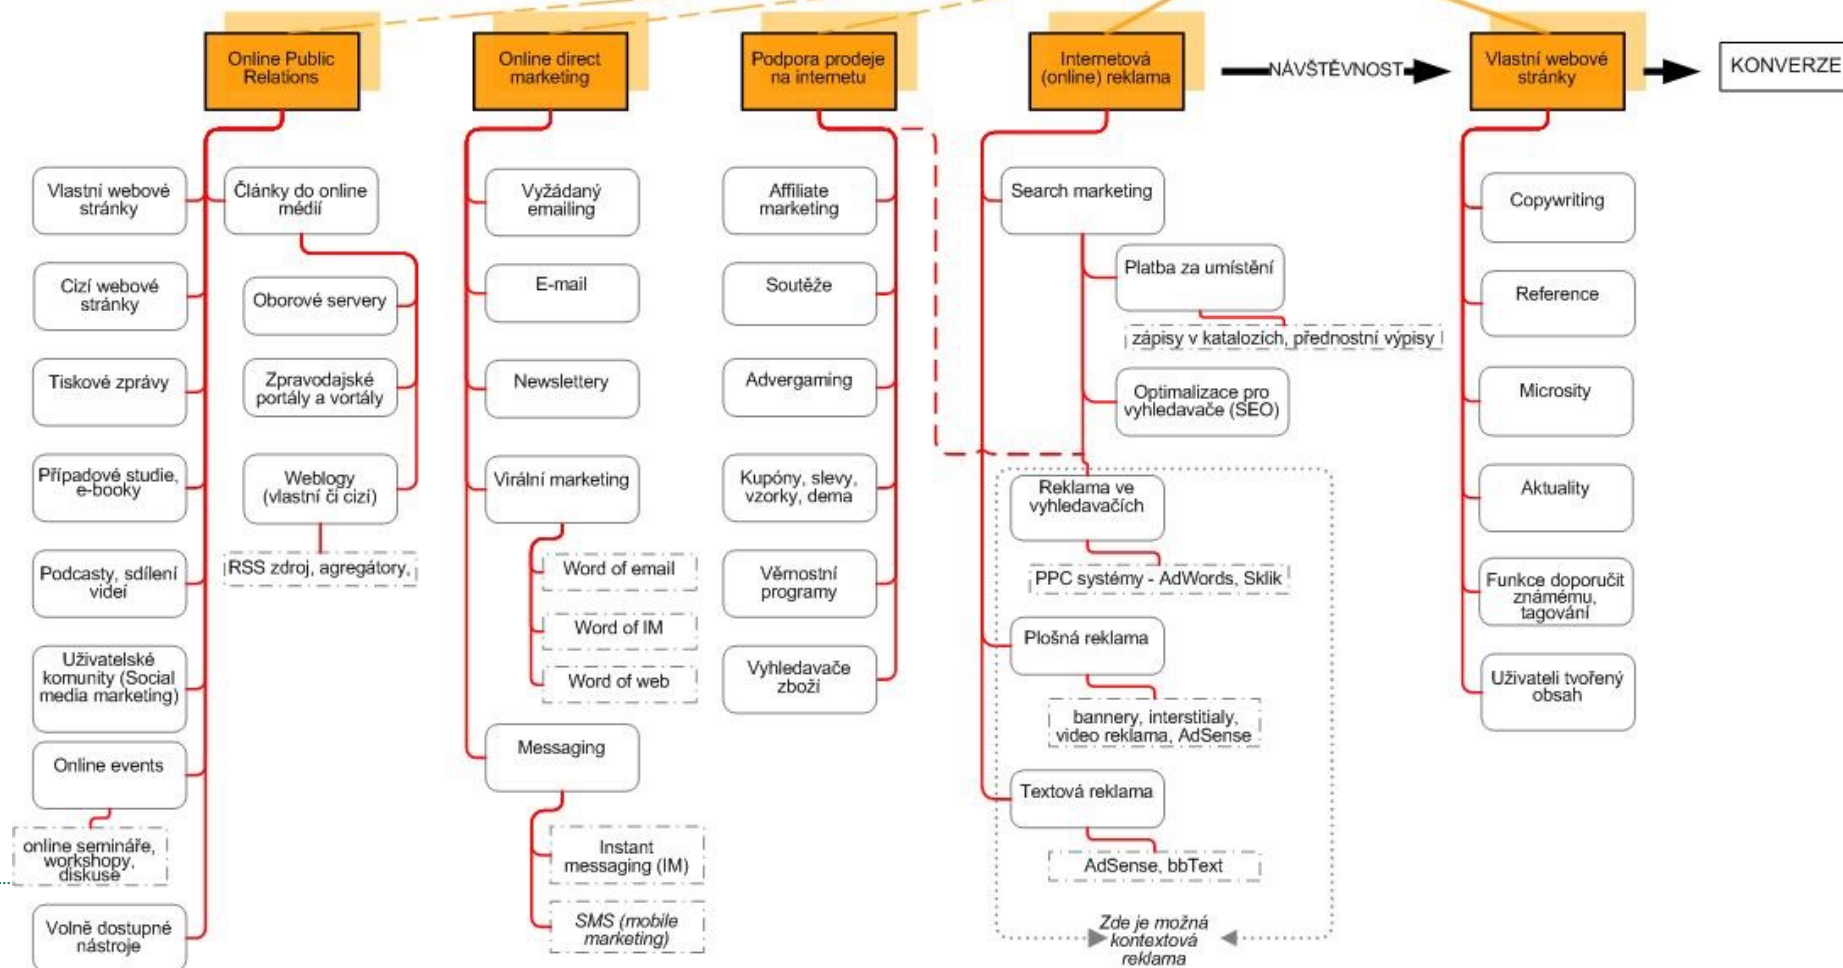 Online Public
Relations
Online direct
marketing
Podpora prodeje
na internetu
Internetová
(online) reklama
NÁVŠTĚVNOST
Vlastní webové
stránky
KONVERZE
Vlastní webové
stránky
Cizí webové
stránky
Tiskové zprávy
Případové studie,
e-booky
Podcasty, sdílení
videí
Uživatelské
komunity (Social
media marketing)
Online events
online semináře,
workshopy,
diskuse
Volně dostupné
nástroje
Články do online
médií
Oborové servery
Zpravodajské
portály a vortály
Weblogy
(vlastní či cizí)
RSS zdroj, agregátory,
Vyžádaný
emailing
E-mail
Newslettery
Virální marketing
Word of email
Word of IM
Word of web
Messaging
Instant
messaging (IM)
SMS (mobile
marketing)
Affiliate
marketing
Soutěže
Advergaming
Kupóny, slevy,
vzorky, dema
Věrnostní
programy
Vyhledavače
zboží
Search marketing
Platba za umístění
zápisy v katalozích, přednostní výpisy
Optimalizace pro
vyhledavače (SEO)
Reklama ve
vyhledavačích
PPC systémy - AdWords, Sklik
Plošná reklama
bannery, interstitialy,
video reklama, AdSense
Textová reklama
AdSense, bbText
Zde je možná
kontextová
reklama
Copywriting
Reference
Microsity
Aktuality
Funkce doporučit
známému,
tagování
Uživateli tvořený
obsah